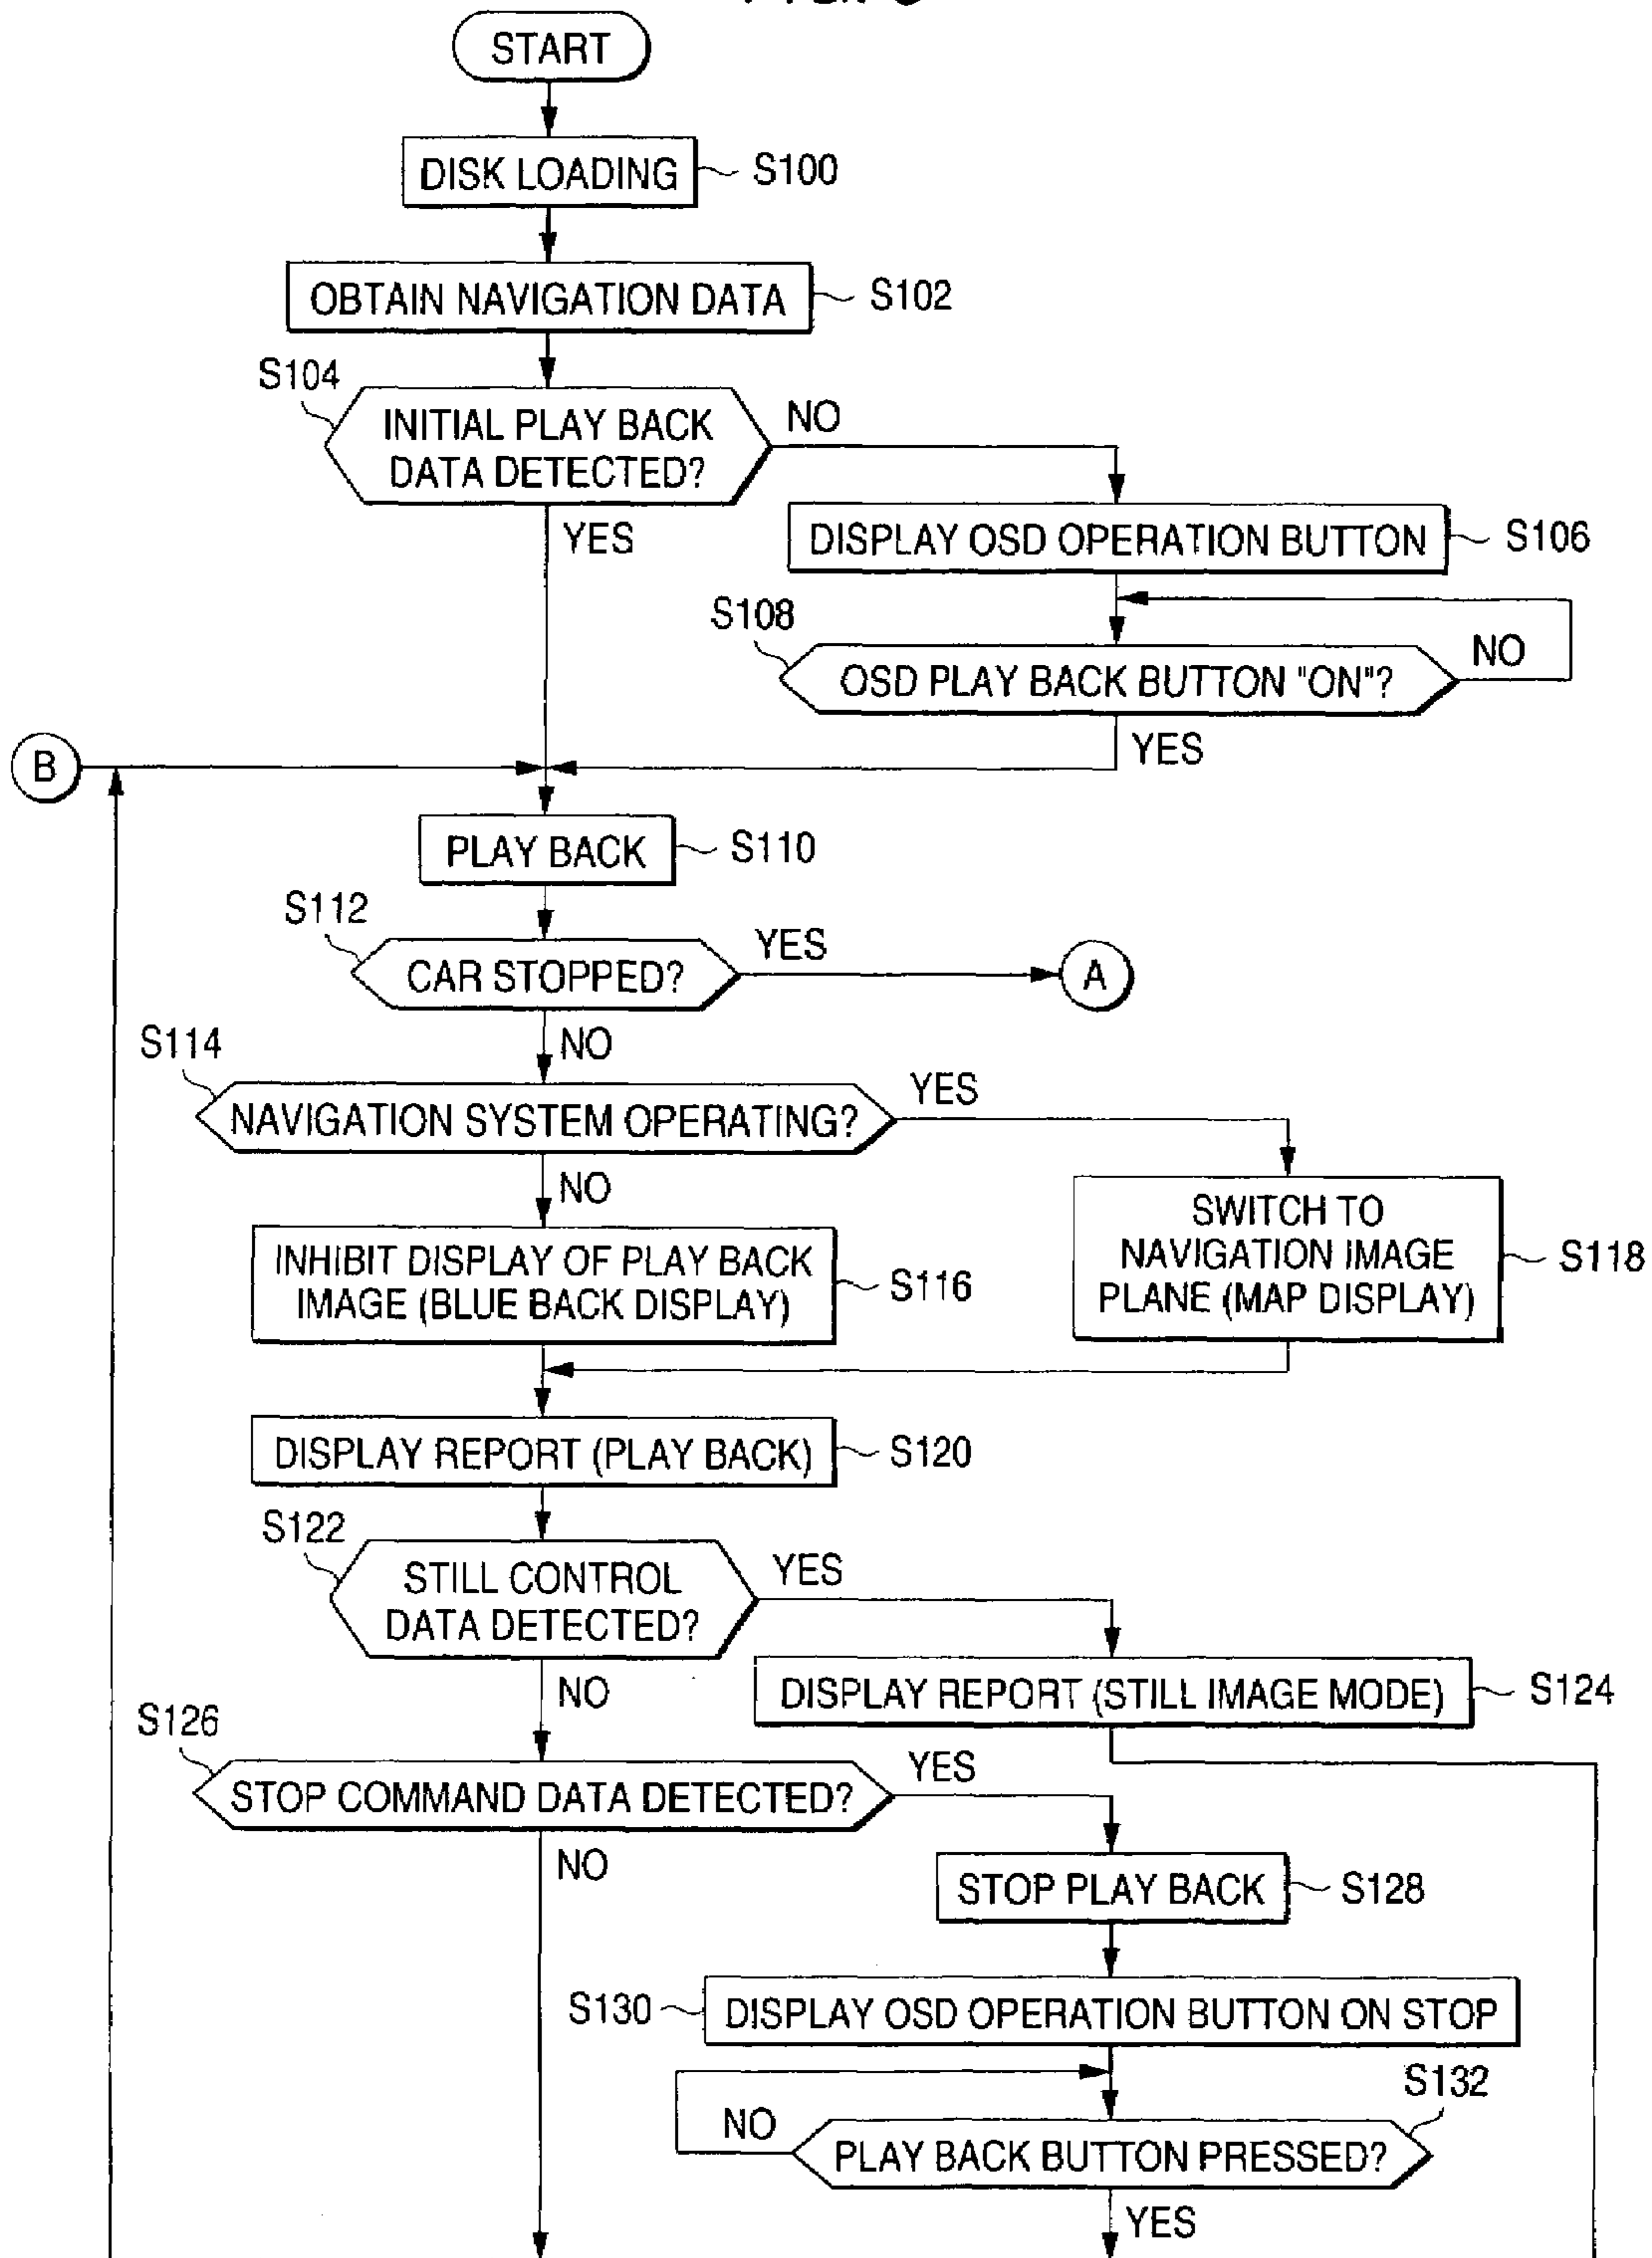 START
DISK LOADING
S100
OBTAIN NAVIGATION DATA
S102
S104
INITIAL PLAY BACK
DATA DETECTED?
NO
YES
DISPLAY OSD OPERATION BUTTON
S106
S108
OSD PLAY BACK BUTTON "ON"?
NO
YES
B
PLAY BACK
S110
S112
CAR STOPPED?
YES
A
NO
S114
NAVIGATION SYSTEM OPERATING?
YES
NO
INHIBIT DISPLAY OF PLAY BACK
IMAGE (BLUE BACK DISPLAY)
S116
SWITCH TO
NAVIGATION IMAGE
PLANE (MAP DISPLAY)
S118
DISPLAY REPORT (PLAY BACK)
S120
S122
STILL CONTROL
DATA DETECTED?
YES
NO
DISPLAY REPORT (STILL IMAGE MODE)
S124
S126
STOP COMMAND DATA DETECTED?
YES
NO
STOP PLAY BACK
S128
S130
DISPLAY OSD OPERATION BUTTON ON STOP
S132
NO
PLAY BACK BUTTON PRESSED?
YES